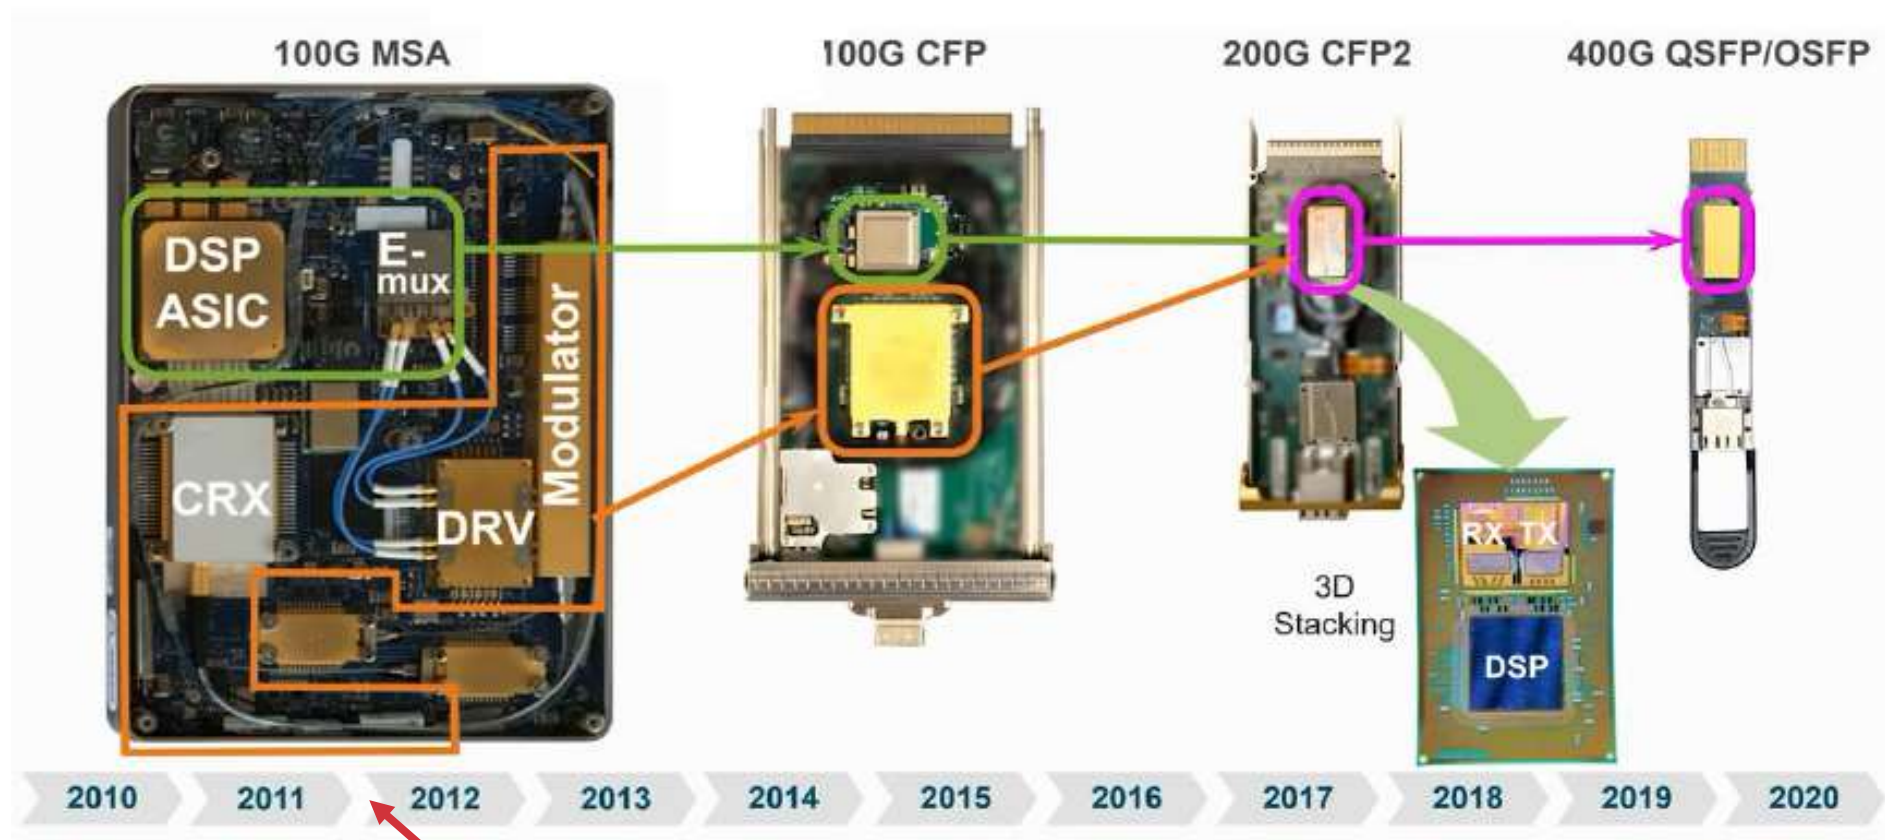 100G MSA
100G CFP
200G CFP2
400G QSFP/OSFP
DSP
ASIC
E-
mux
Modulator
CRX
DRV
3D
Stacking
RX TX
DSP
2010 2011 2012 2013 2014 2015 2016 2017 2018 2019 2020